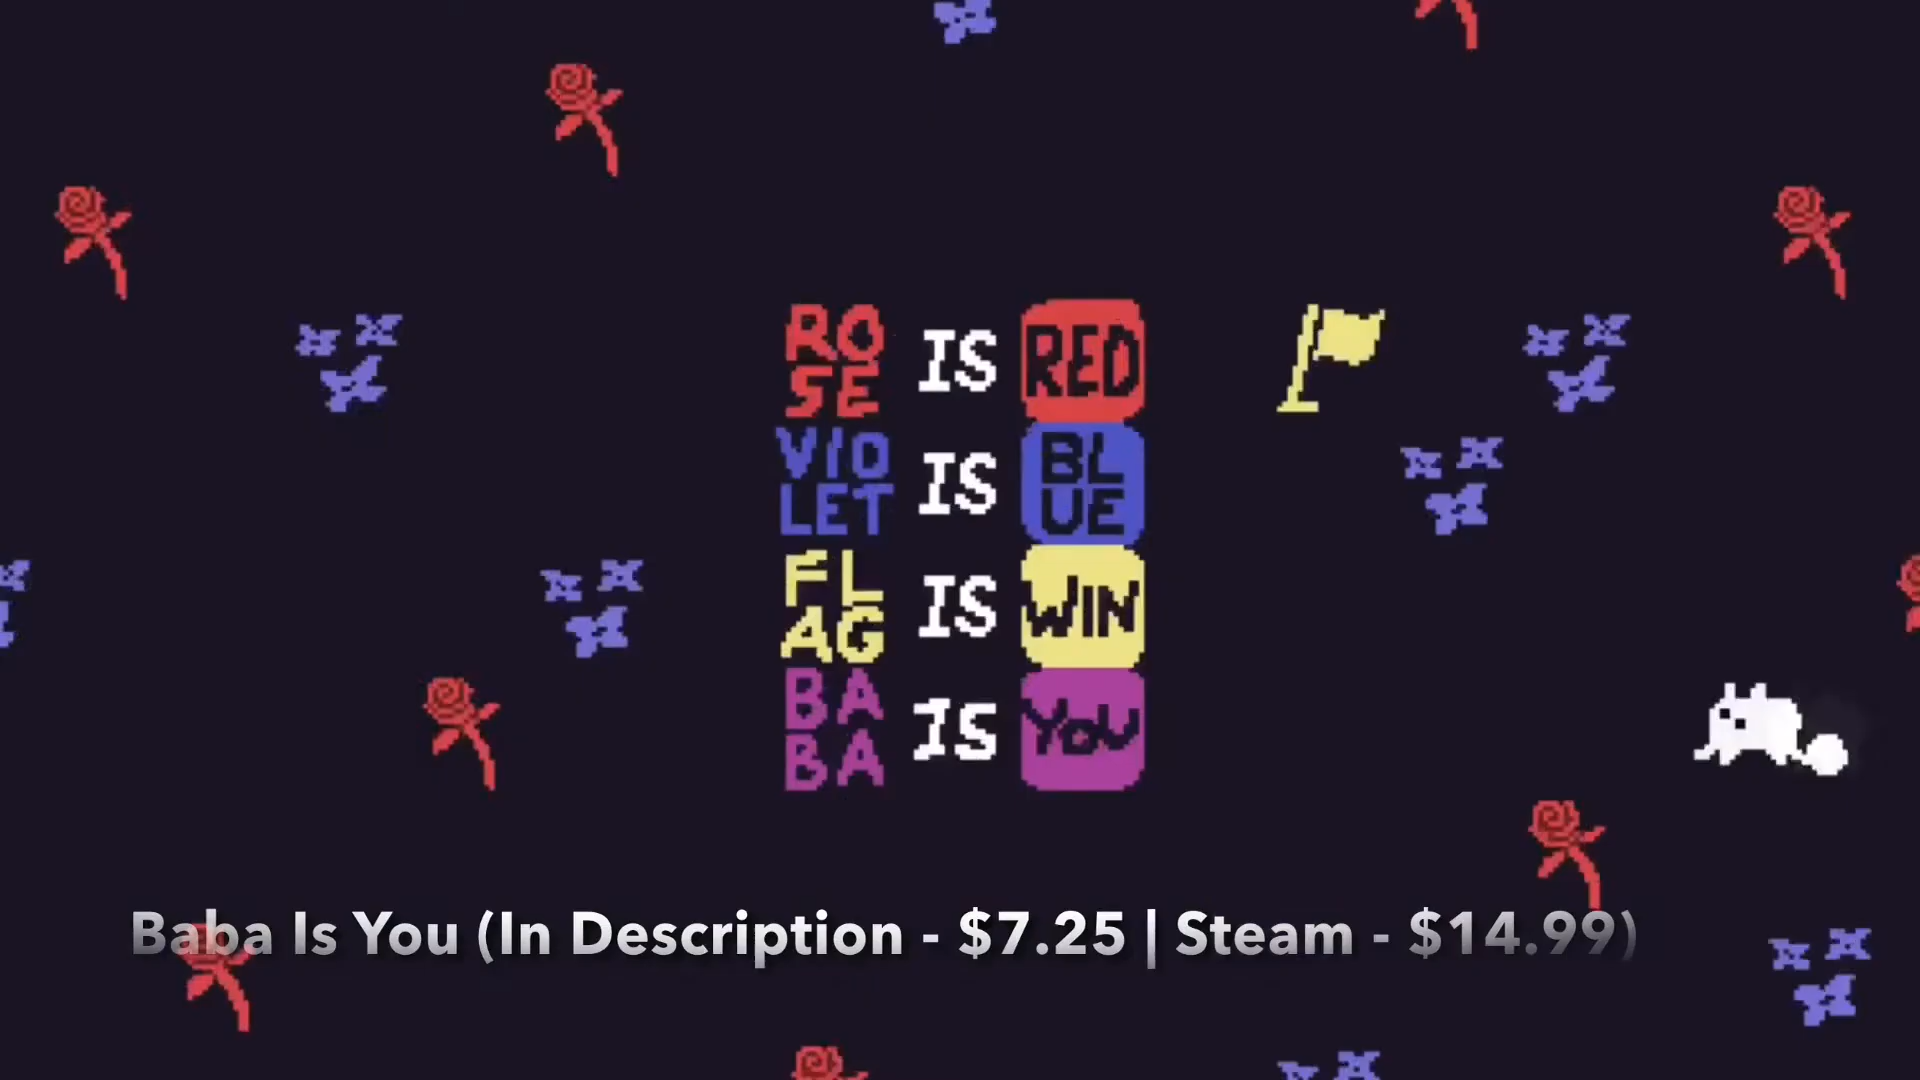 ROSE IS RED
VIOLET IS BLUE
FLAG IS WIN
BABA IS YOU
Baba Is You (In Description - $7.25 | Steam - $14.99)